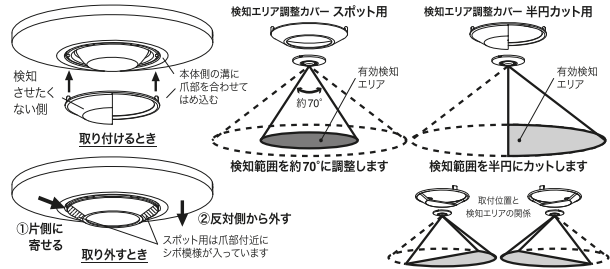 検知
させたく
ない側
本体側の溝に
爪部を合わせて
はめ込む
取り付けるとき
①片側に
寄せる
②反対側から外す
スポット用は爪部付近に
シボ模様が入っています
取り外すとき
検知エリア調整カバー スポット用
有効検知
エリア
約70°
検知範囲を約70°に調整します
検知エリア調整カバー 半円カット用
有効検知
エリア
検知範囲を半円にカットします
取付位置と
検知エリアの関係